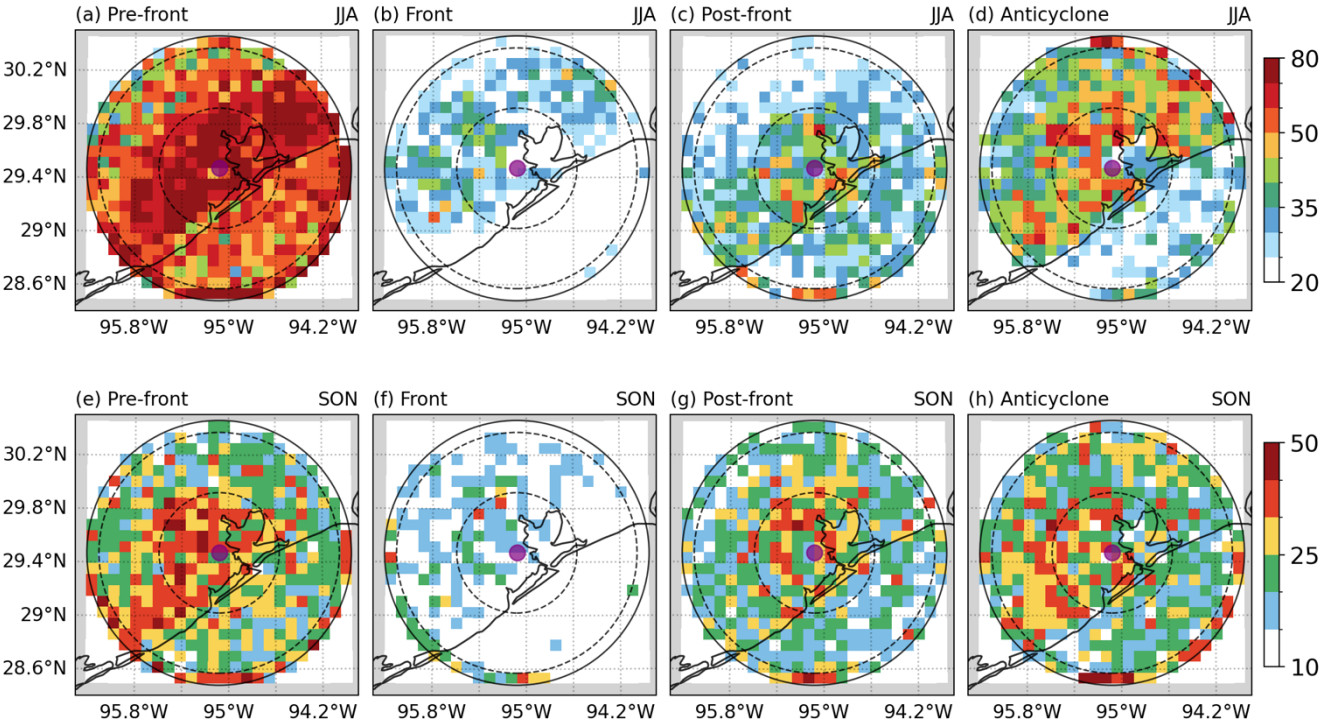 (a) Pre-front JJA
(b) Front JJA
(c) Post-front JJA
(d) Anticyclone JJA
30.2°N
29.8°N
29.4°N
29°N
28.6°N
95.8°W 95°W 94.2°W
95.8°W 95°W 94.2°W
95.8°W 95°W 94.2°W
95.8°W 95°W 94.2°W
80
50
35
20
(e) Pre-front SON
(f) Front SON
(g) Post-front SON
(h) Anticyclone SON
30.2°N
29.8°N
29.4°N
29°N
28.6°N
95.8°W 95°W 94.2°W
95.8°W 95°W 94.2°W
95.8°W 95°W 94.2°W
95.8°W 95°W 94.2°W
50
25
10